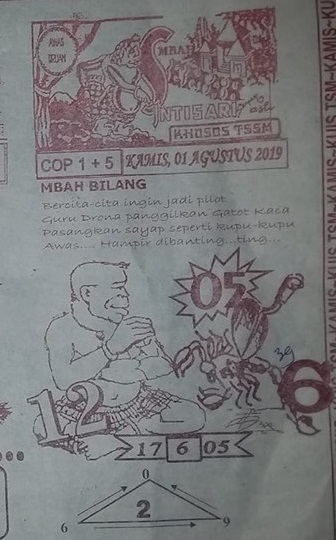 AWAS
MBAH
SEMAR
INTISARI
KHUSUS TSSM
COP 1 + 5
KAMIS, 01 AGUSTUS 2019
MBAH BILANG
Bercita-cita ingin jadi pilot
Guru Drona panggilkan Gatot Kaca
Pasangkan sayap seperti kupu-kupu
Awas.... Hampir dibanting...ting...
05
12
6
17 6 05
0
2
6
9